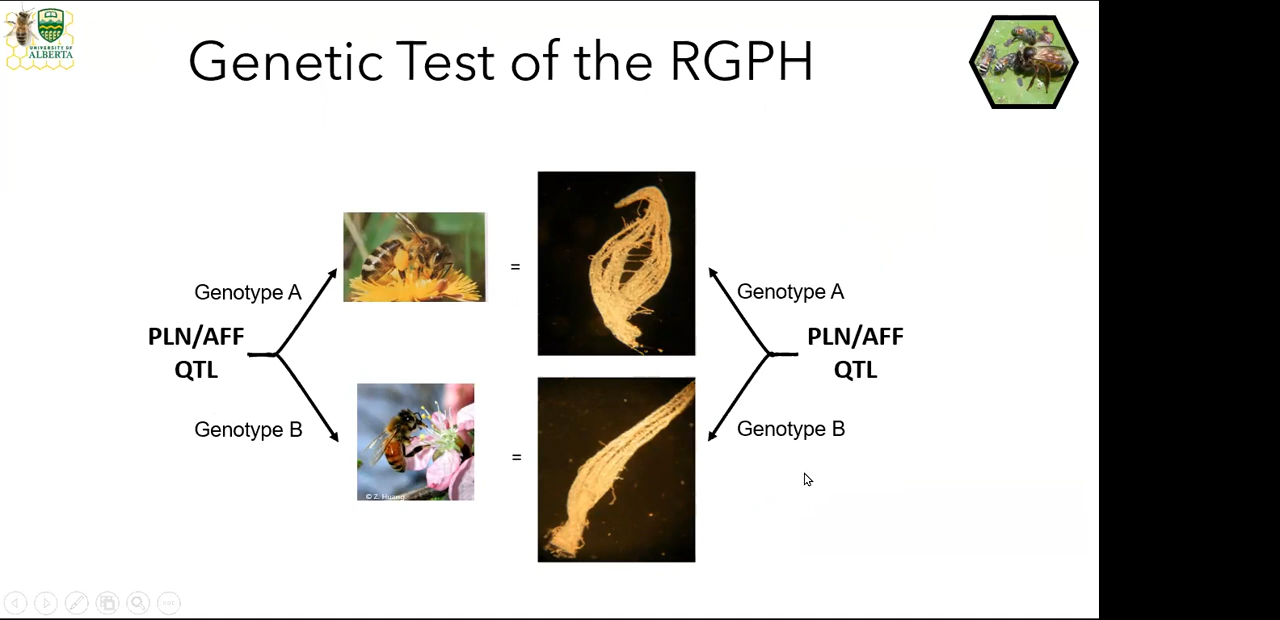 UNIVERSITY OF
ALBERTA
Genetic Test of the RGPH
Genotype A
PLN/AFF
QTL
Genotype B
=
=
© Z. Huang
Genotype A
PLN/AFF
QTL
Genotype B